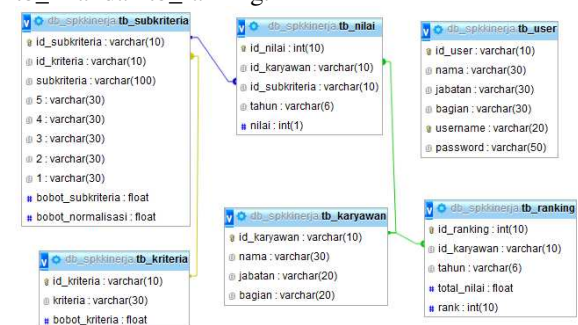 db_spkkinerja tb_subkriteria
id_subkriteria : varchar(10)
id_kriteria : varchar(10)
subkriteria : varchar(100)
5 : varchar(30)
4 : varchar(30)
3 : varchar(30)
2 : varchar(30)
1 : varchar(30)
bobot_subkriteria : float
bobot_normalisasi : float
db_spkkinerja tb_nilai
id_nilai : int(10)
id_karyawan : varchar(10)
id_subkriteria : varchar(10)
tahun : varchar(6)
nilai : int(1)
db_spkkinerja tb_user
id_user : varchar(10)
nama : varchar(30)
jabatan : varchar(30)
bagian : varchar(30)
username : varchar(20)
password : varchar(50)
db_spkkinerja tb_kriteria
id_kriteria : varchar(10)
kriteria : varchar(30)
bobot_kriteria : float
db_spkkinerja tb_karyawan
id_karyawan : varchar(10)
nama : varchar(30)
jabatan : varchar(20)
bagian : varchar(20)
db_spkkinerja tb_ranking
id_ranking : int(10)
id_karyawan : varchar(10)
tahun : varchar(6)
total_nilai : float
rank : int(10)